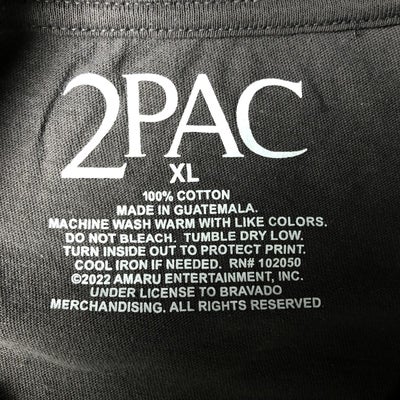 2PAC
XL
100% COTTON
MADE IN GUATEMALA.
MACHINE WASH WARM WITH LIKE COLORS.
DO NOT BLEACH. TUMBLE DRY LOW.
TURN INSIDE OUT TO PROTECT PRINT.
COOL IRON IF NEEDED. RN# 102050
©2022 AMARU ENTERTAINMENT, INC.
UNDER LICENSE TO BRAVADO
MERCHANDISING. ALL RIGHTS RESERVED